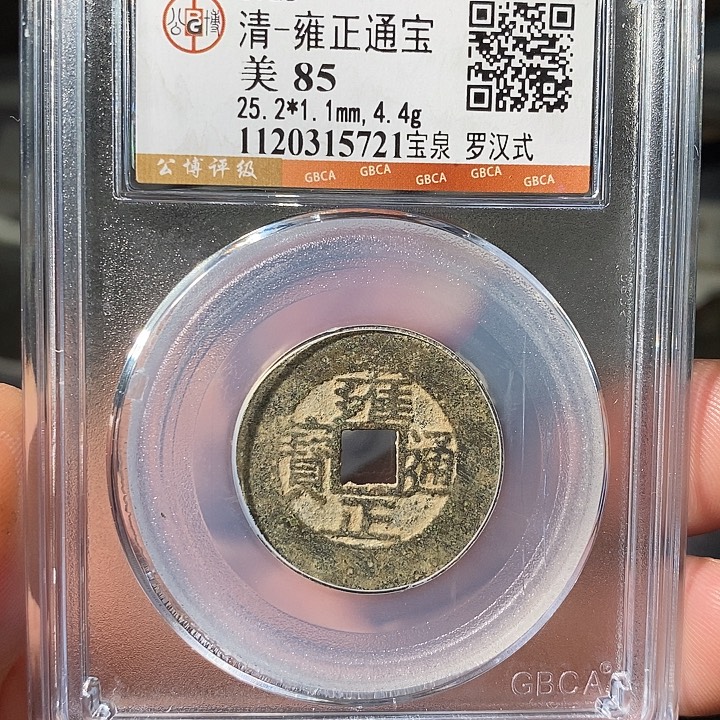 公 G 博
清-雍正通宝
美 85
25.2*1.1mm,4.4g
1120315721宝泉 罗汉式
公博评级 GBCA GBCA GBCA GBCA GBCA
雍
寶 通
正
GBCA®